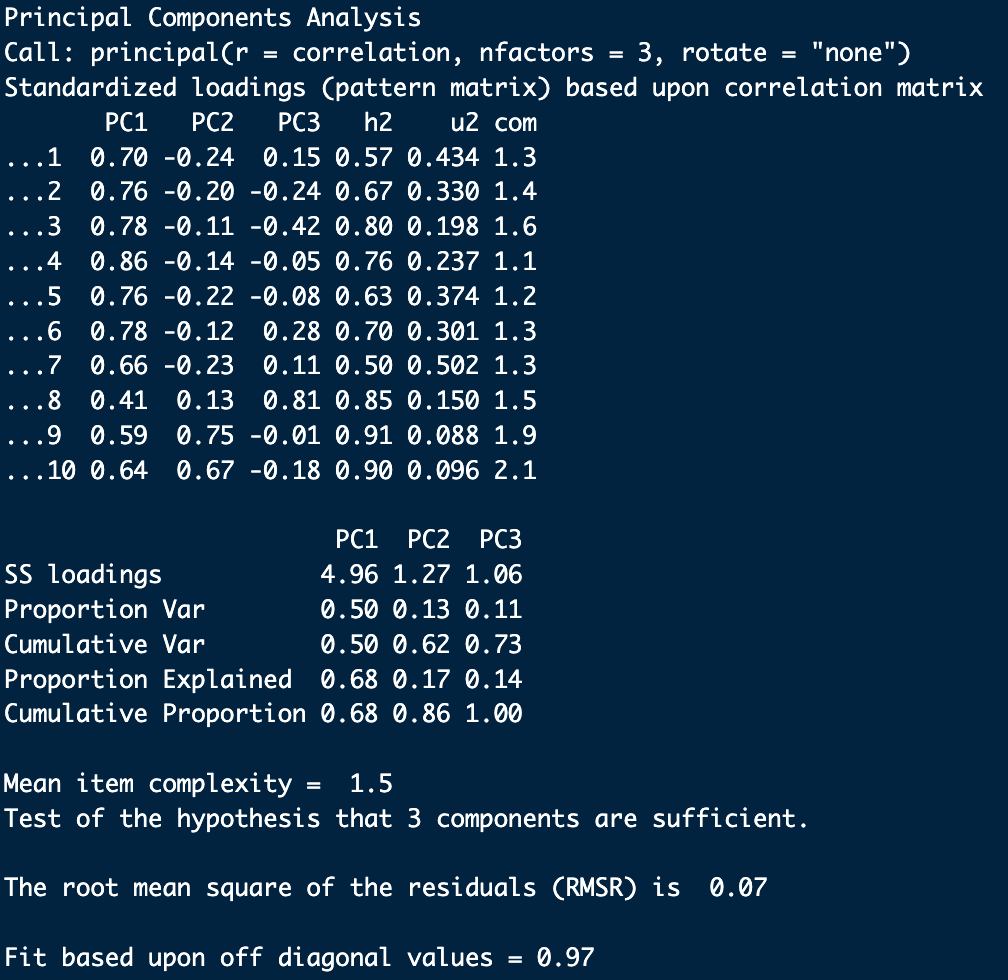 Principal Components Analysis
Call: principal(r = correlation, nfactors = 3, rotate = "none")
Standardized loadings (pattern matrix) based upon correlation matrix
       PC1   PC2   PC3   h2    u2 com
...1  0.70 -0.24  0.15 0.57 0.434 1.3
...2  0.76 -0.20 -0.24 0.67 0.330 1.4
...3  0.78 -0.11 -0.42 0.80 0.198 1.6
...4  0.86 -0.14 -0.05 0.76 0.237 1.1
...5  0.76 -0.22 -0.08 0.63 0.374 1.2
...6  0.78 -0.12  0.28 0.70 0.301 1.3
...7  0.66 -0.23  0.11 0.50 0.502 1.3
...8  0.41  0.13  0.81 0.85 0.150 1.5
...9  0.59  0.75 -0.01 0.91 0.088 1.9
...10 0.64  0.67 -0.18 0.90 0.096 2.1

                       PC1  PC2  PC3
SS loadings           4.96 1.27 1.06
Proportion Var        0.50 0.13 0.11
Cumulative Var        0.50 0.62 0.73
Proportion Explained  0.68 0.17 0.14
Cumulative Proportion 0.68 0.86 1.00

Mean item complexity =  1.5
Test of the hypothesis that 3 components are sufficient.

The root mean square of the residuals (RMSR) is  0.07

Fit based upon off diagonal values = 0.97